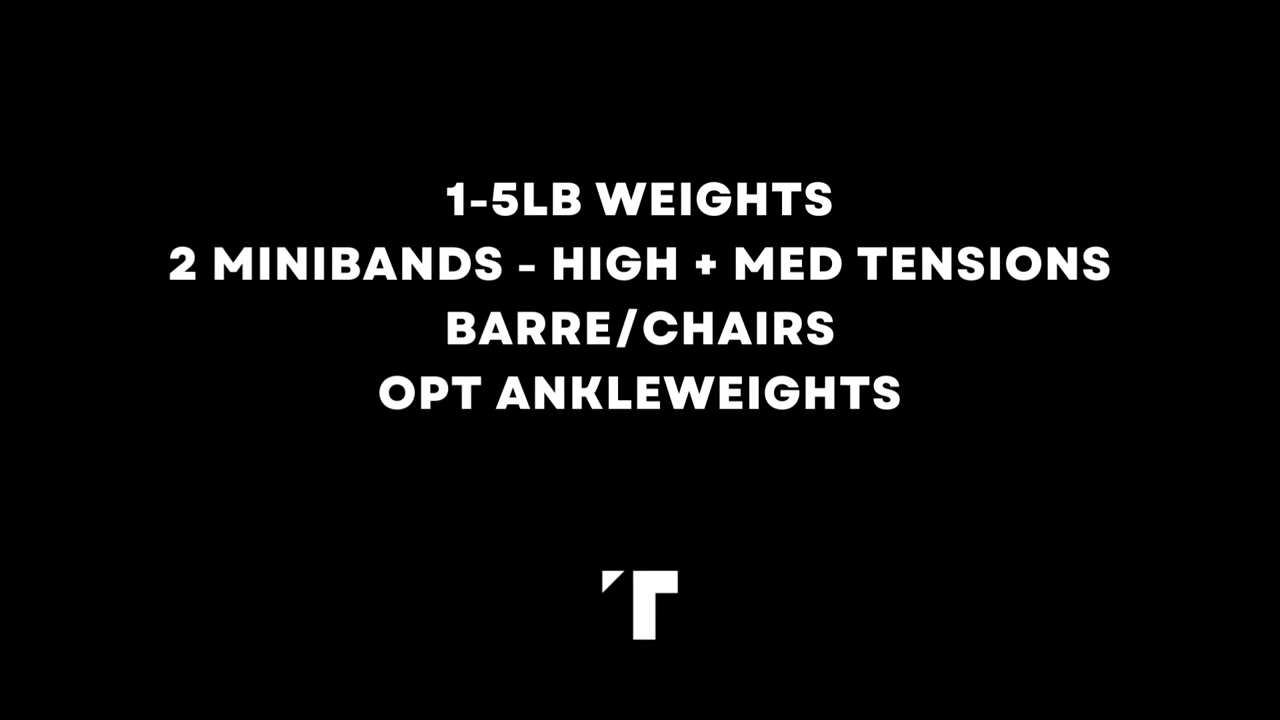 1-5LB WEIGHTS
2 MINIBANDS - HIGH + MED TENSIONS
BARRE/CHAIRS
OPT ANKLEWEIGHTS
T